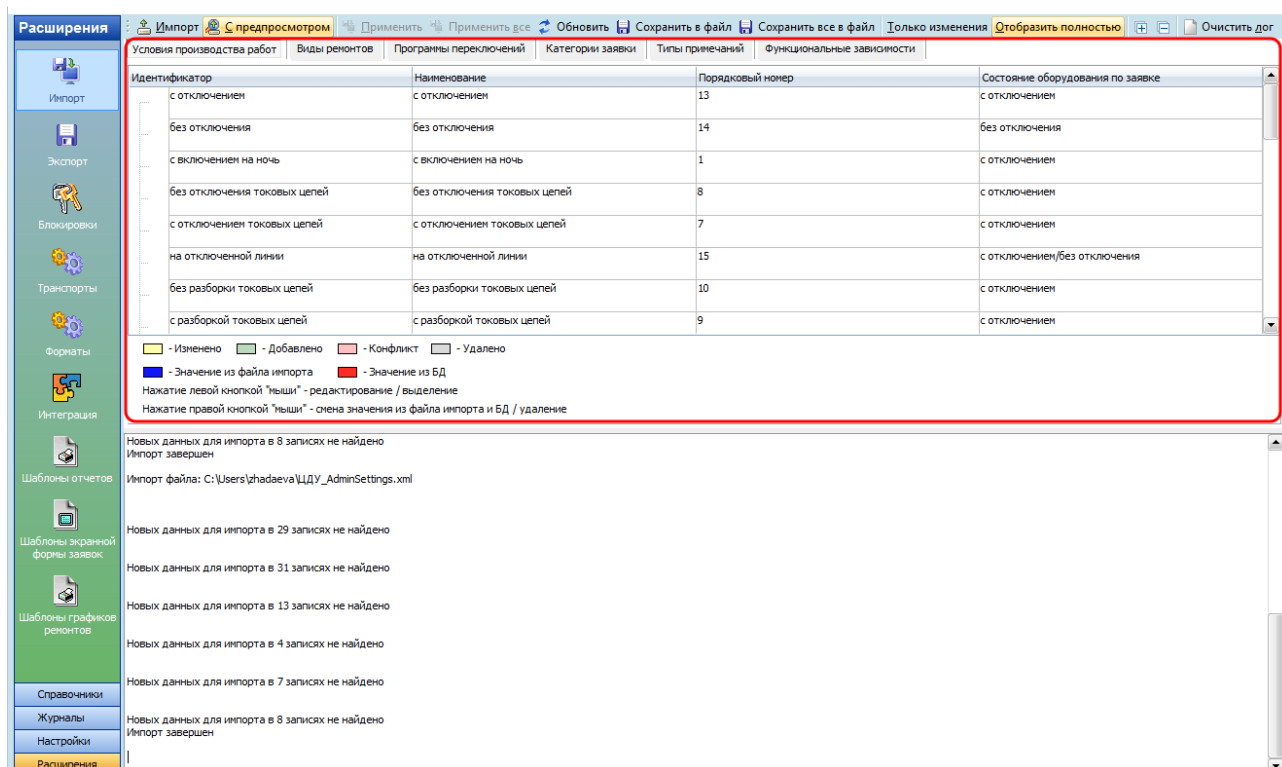 Расширения
Импорт С предпросмотром Применить Применить все Обновить Сохранить в файл Сохранить все в файл Только изменения Отобразить полностью Очистить лог
Условия производства работ Виды ремонтов Программы переключений Категории заявки Типы примечаний Функциональные зависимости
Идентификатор Наименование Порядковый номер Состояние оборудования по заявке
с отключением с отключением 13 с отключением
без отключения без отключения 14 без отключения
с включением на ночь с включением на ночь 1 с отключением
без отключения токовых цепей без отключения токовых цепей 8 с отключением
с отключением токовых цепей с отключением токовых цепей 7 с отключением
на отключенной линии на отключенной линии 15 с отключением/без отключения
без разборки токовых цепей без разборки токовых цепей 10 с отключением
с разборкой токовых цепей с разборкой токовых цепей 9 с отключением
- Изменено - Добавлено - Конфликт - Удалено
- Значение из файла импорта - Значение из БД
Нажатие левой кнопкой "мыши" - редактирование / выделение
Нажатие правой кнопкой "мыши" - смена значения из файла импорта и БД / удаление
Импорт
Экспорт
Блокировки
Транспорты
Форматы
Интеграция
Шаблоны отчетов
Шаблоны экранной
формы заявок
Шаблоны графиков
ремонтов
Справочники
Журналы
Настройки
Расширения
Новых данных для импорта в 8 записях не найдено
Импорт завершен
Импорт файла: C:\Users\zhadaeva\ЦДУ_AdminSettings.xml
Новых данных для импорта в 29 записях не найдено
Новых данных для импорта в 31 записях не найдено
Новых данных для импорта в 13 записях не найдено
Новых данных для импорта в 4 записях не найдено
Новых данных для импорта в 7 записях не найдено
Новых данных для импорта в 8 записях не найдено
Импорт завершен